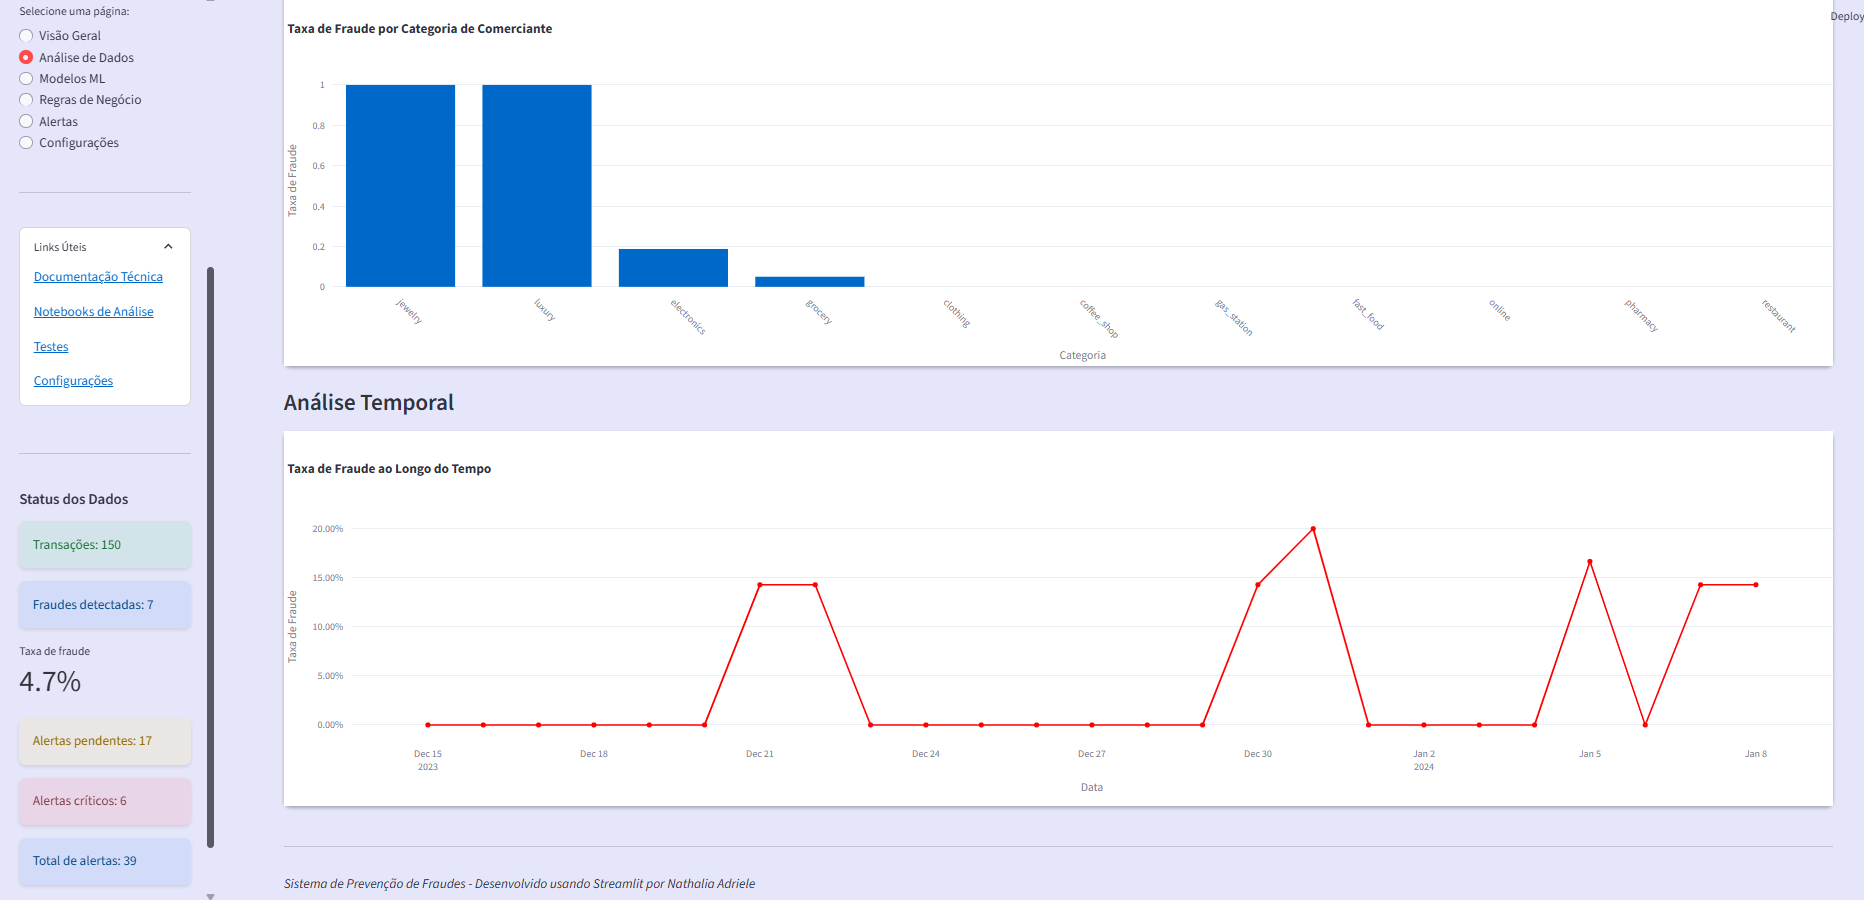 Selecione uma página:
Visão Geral
Análise de Dados
Modelos ML
Regras de Negócio
Alertas
Configurações
Links Úteis
Documentação Técnica
Notebooks de Análise
Testes
Configurações
Status dos Dados
Transações: 150
Fraudes detectadas: 7
Taxa de fraude
4.7%
Alertas pendentes: 17
Alertas críticos: 6
Total de alertas: 39
Deploy
Taxa de Fraude por Categoria de Comerciante
Taxa de Fraude
1
0.8
0.6
0.4
0.2
0
jewelry
luxury
electronics
grocery
clothing
coffee_shop
gas_station
fast_food
online
pharmacy
restaurant
Categoria
Análise Temporal
Taxa de Fraude ao Longo do Tempo
Taxa de Fraude
20.00%
15.00%
10.00%
5.00%
0.00%
Dec 15
2023
Dec 18
Dec 21
Dec 24
Dec 27
Dec 30
Jan 2
2024
Jan 5
Jan 8
Data
Sistema de Prevenção de Fraudes - Desenvolvido usando Streamlit por Nathalia Adriele